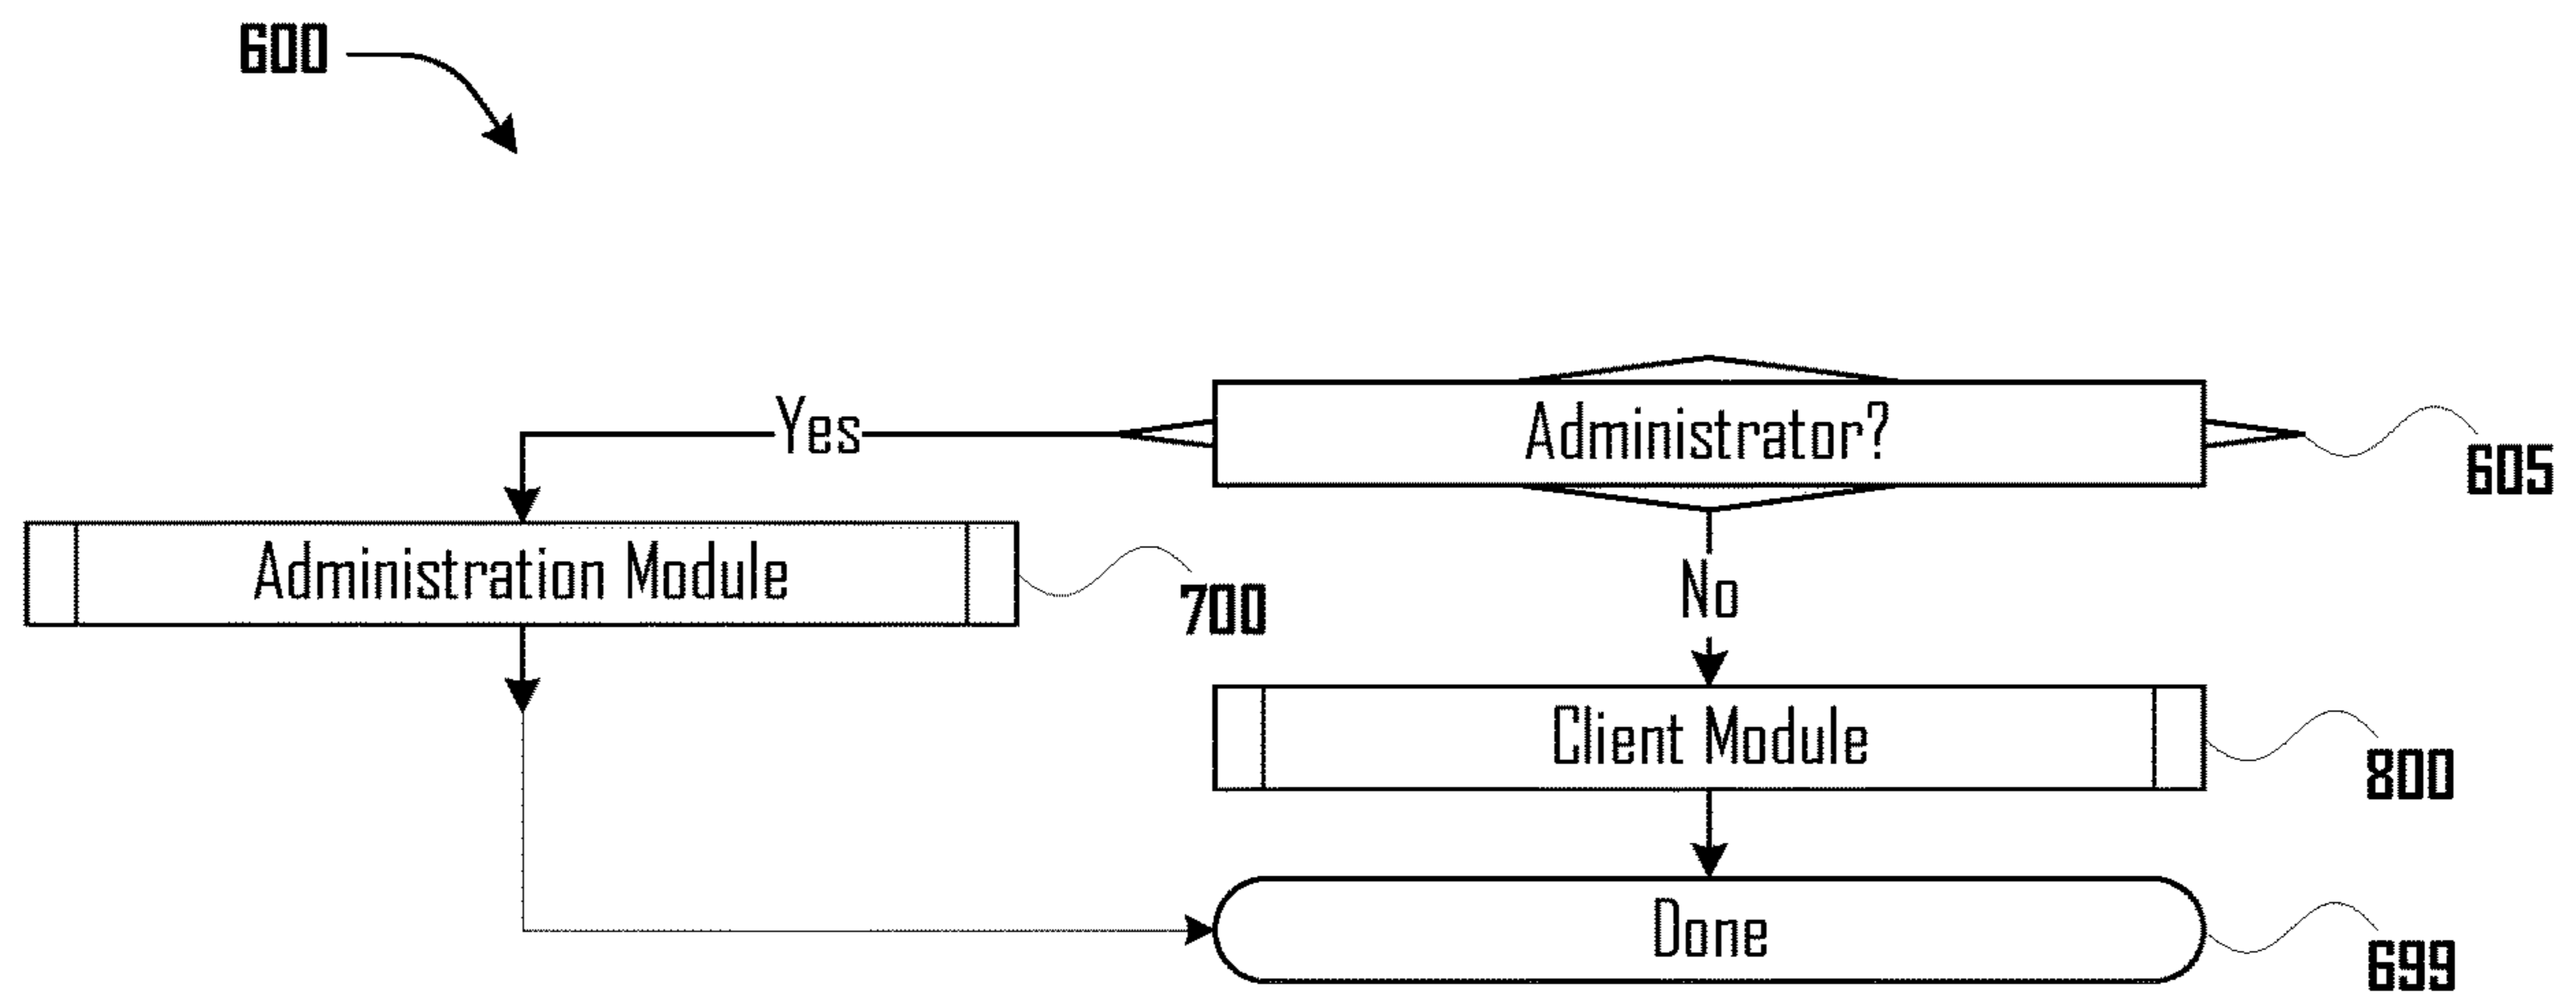 600
Administrator?
Yes
605
Administration Module
700
No
Client Module
800
Done
699